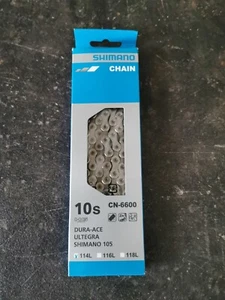 SHIMANO
CHAIN
10s
CN-6600
DURA-ACE
ULTEGRA
SHIMANO 105
114L 116L 118L